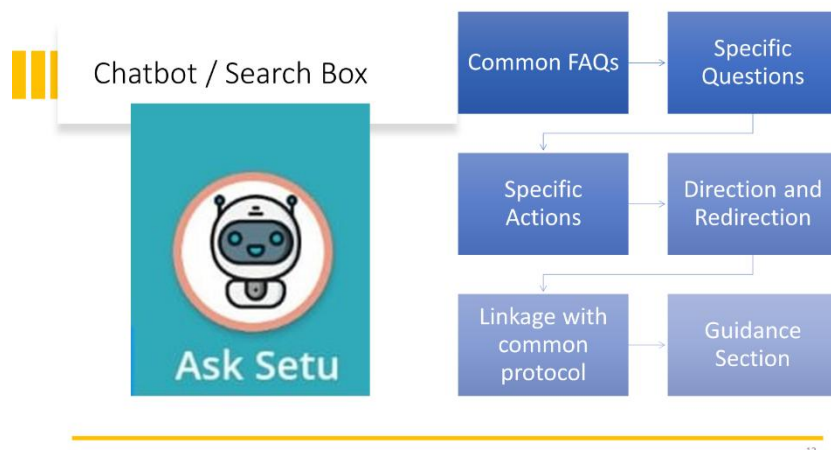 Chatbot / Search Box
Ask Setu
Common FAQs
Specific
Questions
Specific
Actions
Direction and
Redirection
Linkage with
common
protocol
Guidance
Section